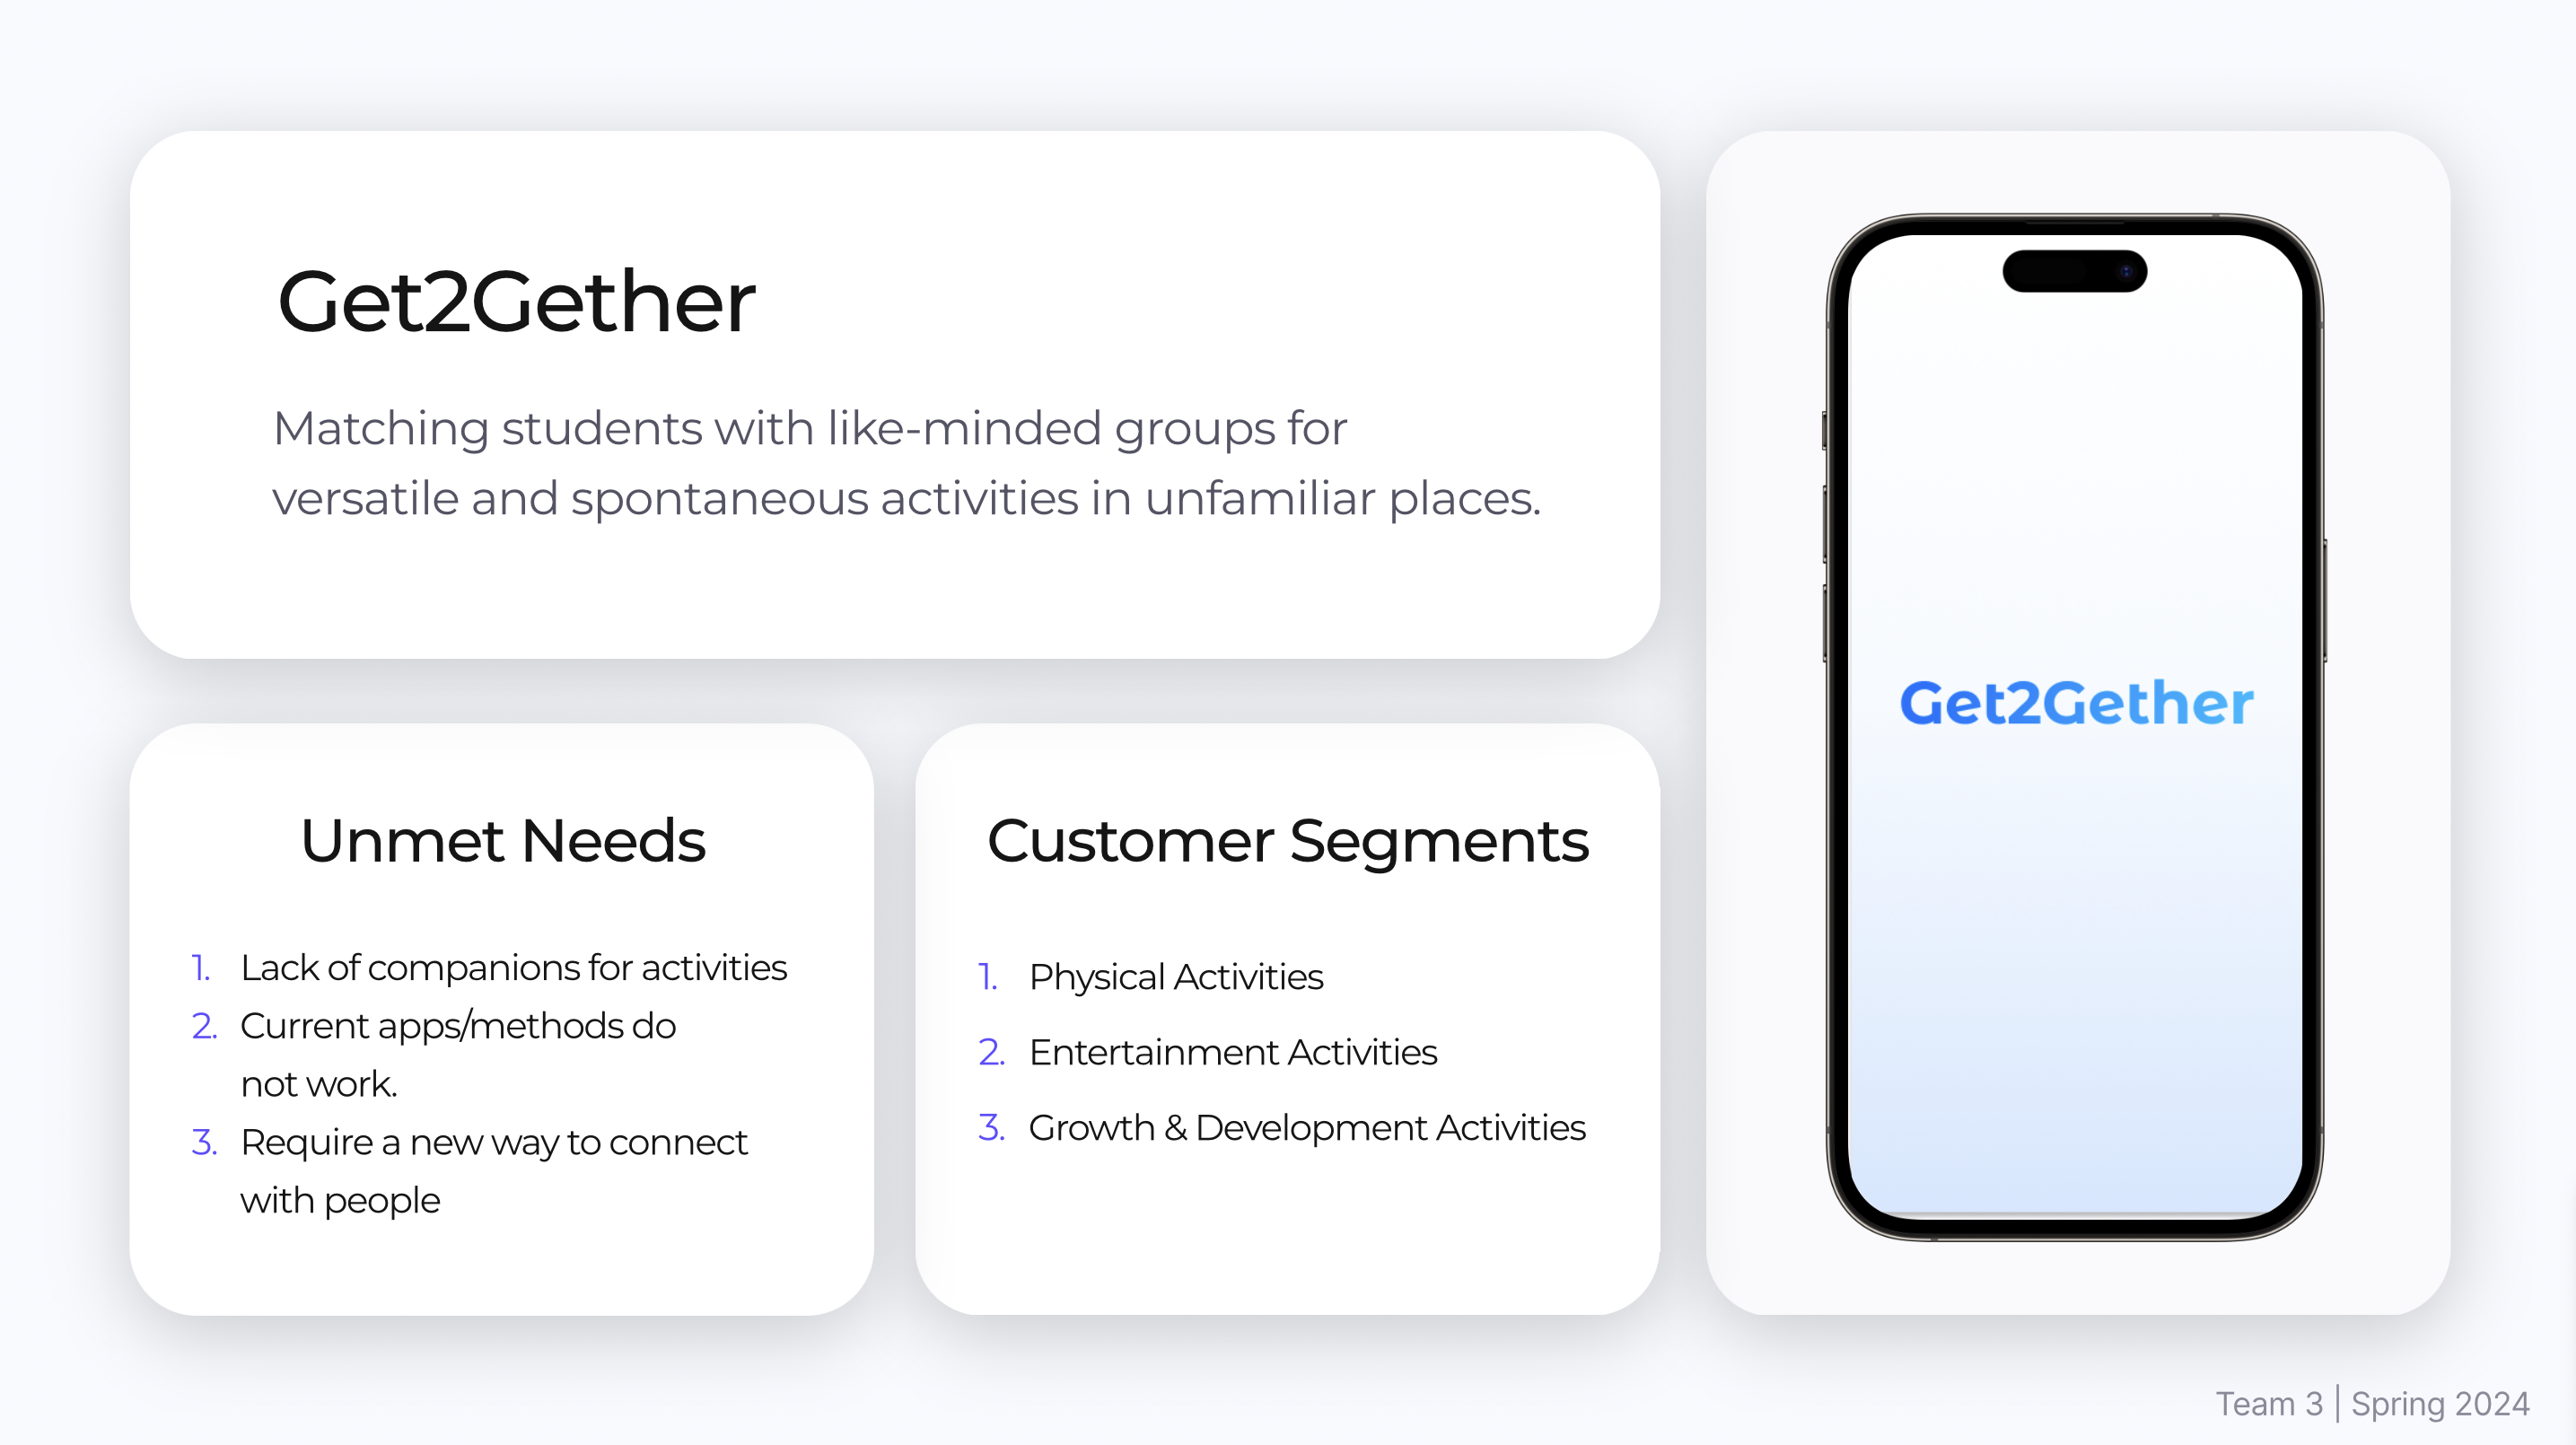 Get2Gether
Matching students with like-minded groups for
versatile and spontaneous activities in unfamiliar places.
Unmet Needs
1. Lack of companions for activities
2. Current apps/methods do
not work.
3. Require a new way to connect
with people
Customer Segments
1. Physical Activities
2. Entertainment Activities
3. Growth & Development Activities
Get2Gether
Team 3 | Spring 2024